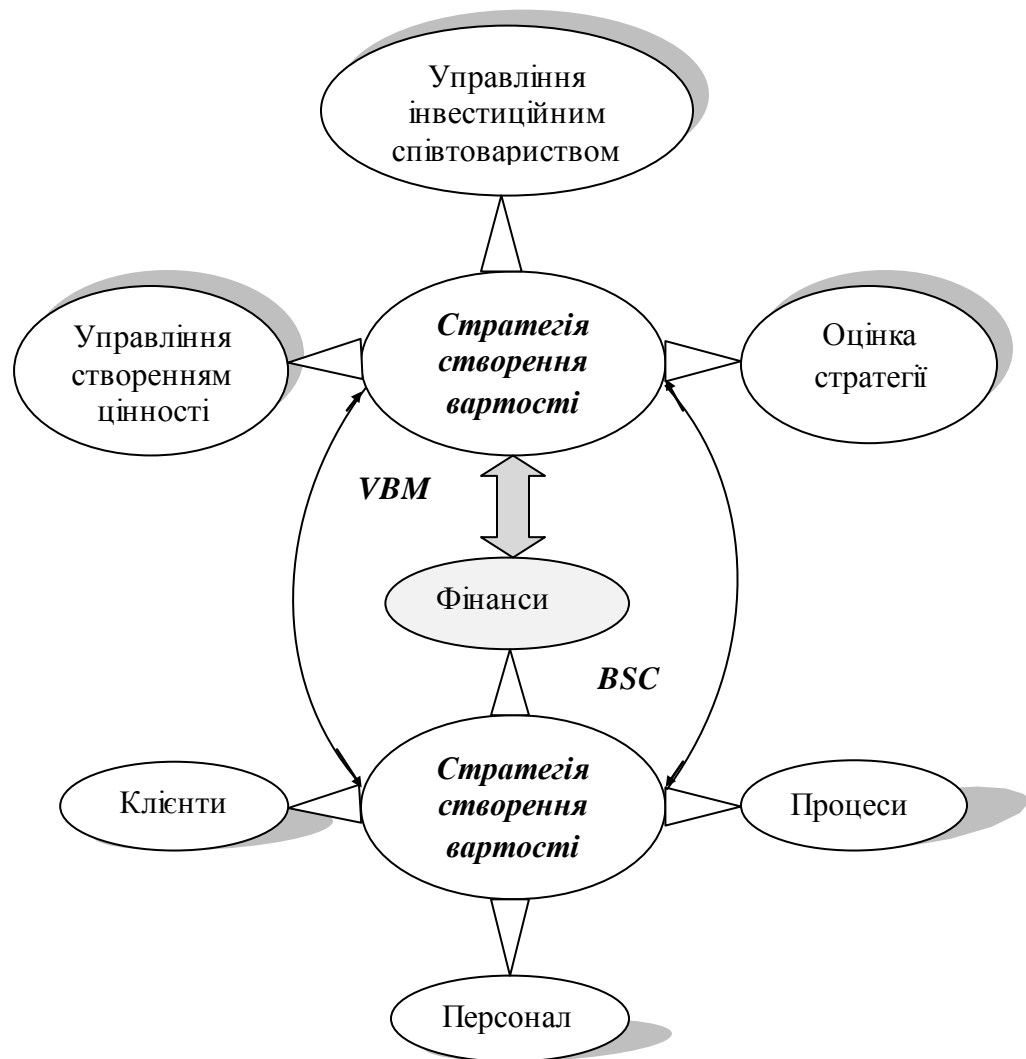 Управління
інвестиційним
співтовариством
Управління
створенням
цінності
Стратегія
створення
вартості
Оцінка
стратегії
VBM
Фінанси
BSC
Клієнти
Стратегія
створення
вартості
Процеси
Персонал